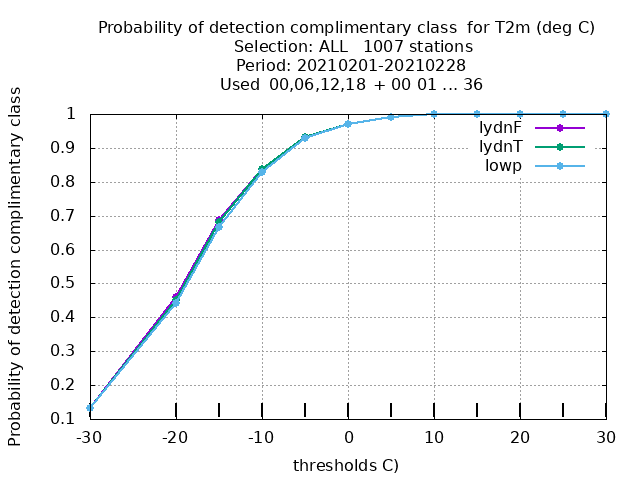 Probability of detection complimentary class  for T2m (deg C)
Selection: ALL   1007 stations
Period: 20210201-20210228
Used  00,06,12,18  + 00 01 ... 36
Probability of detection complimentary class
1
0.9
0.8
0.7
0.6
0.5
0.4
0.3
0.2
0.1
lydnF
lydnT
lowp
-30 -20 -10 0 10 20 30
thresholds C)